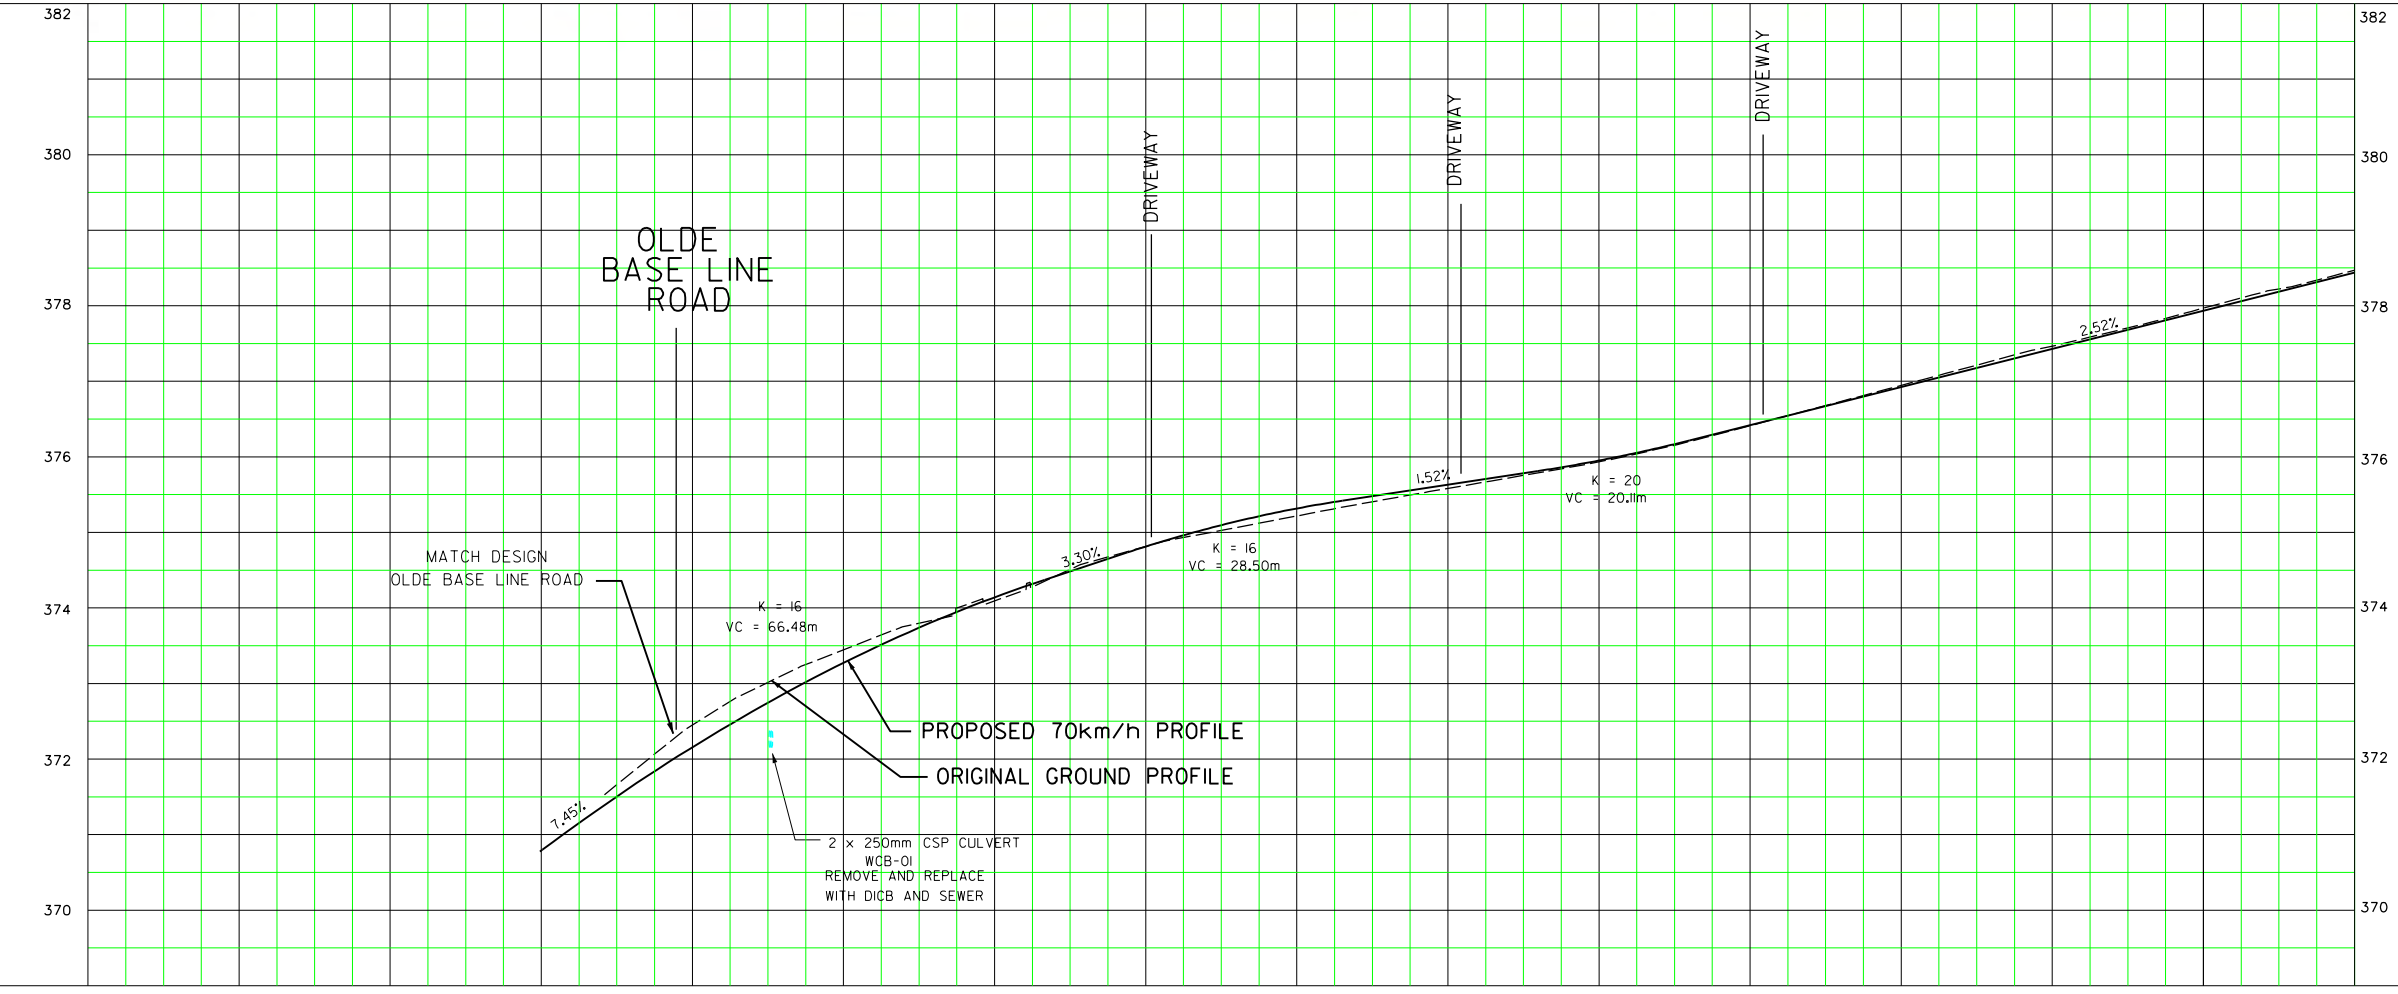 382
382
DRIVEWAY
DRIVEWAY
DRIVEWAY
380
380
OLDE
BASE LINE
ROAD
378
378
2.52%
376
376
1.52%
K = 20
VC = 20.11m
3.30%
K = 16
VC = 28.50m
MATCH DESIGN
OLDE BASE LINE ROAD
374
374
K = 16
VC = 66.48m
PROPOSED 70km/h PROFILE
372
372
ORIGINAL GROUND PROFILE
7.45%
2 x 250mm CSP CULVERT
WCB-01
REMOVE AND REPLACE
WITH DICB AND SEWER
370
370